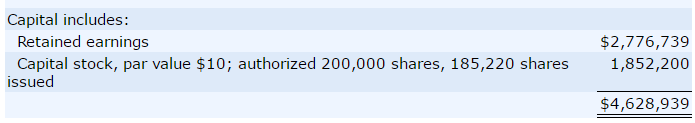 Capital includes:
Retained earnings $2,776,739
Capital stock, par value $10; authorized 200,000 shares, 185,220 shares 1,852,200
issued
$4,628,939